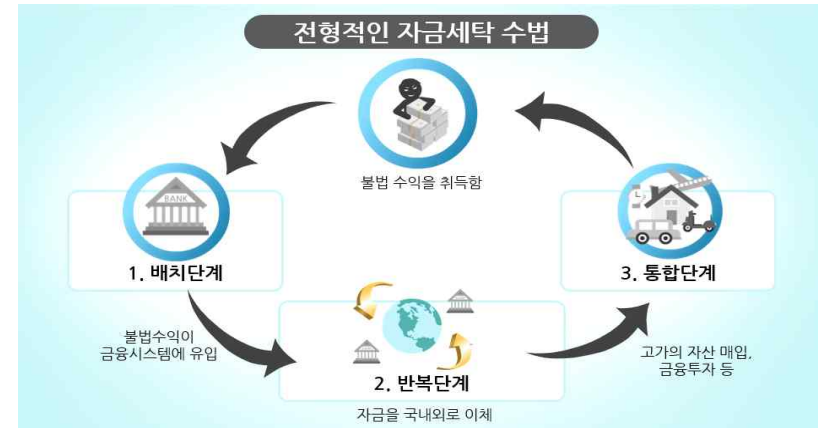 전형적인 자금세탁 수법
불법 수익을 취득함
BANK
1. 배치단계
불법수익이
금융시스템에 유입
2. 반복단계
자금을 국내외로 이체
3. 통합단계
고가의 자산 매입,
금융투자 등